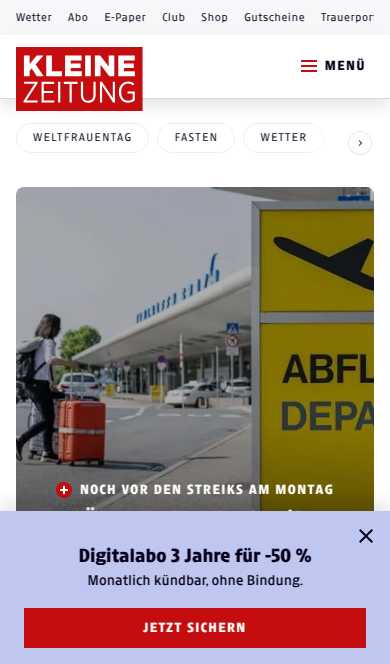 Wetter Abo E-Paper Club Shop Gutscheine Trauerport
KLEINE
ZEITUNG
MENÜ
WELTFRAUENTAG FASTEN WETTER
ABFL
DEPA
NOCH VOR DEN STREIKS AM MONTAG
Digitalabo 3 Jahre für -50 %
Monatlich kündbar, ohne Bindung.
JETZT SICHERN